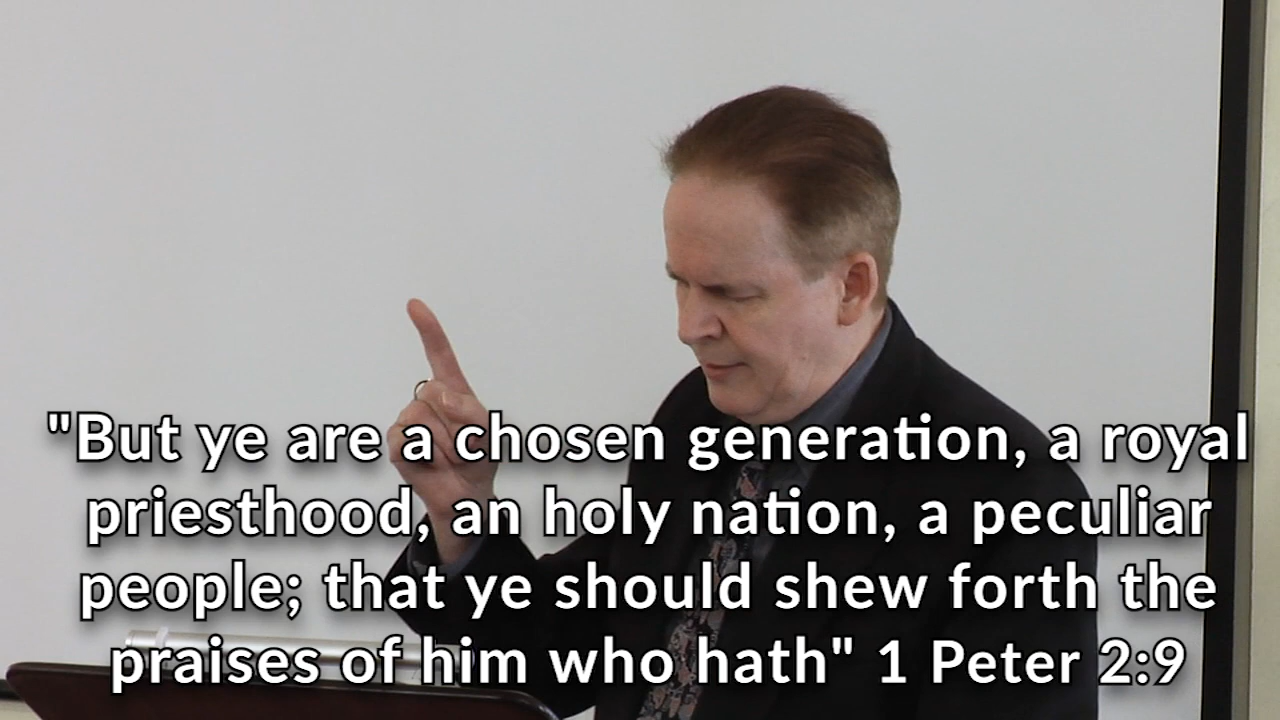 "But ye are a chosen generation, a royal
priesthood, an holy nation, a peculiar
people; that ye should shew forth the
praises of him who hath" 1 Peter 2:9